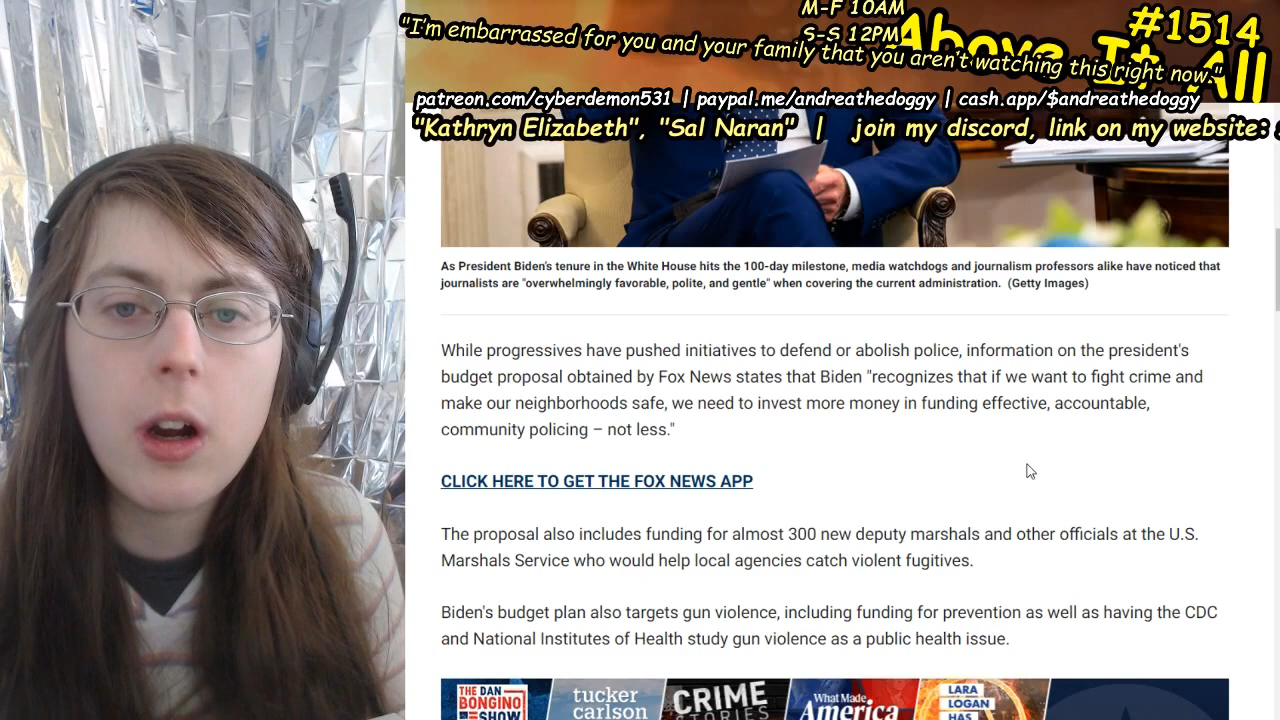 M-F 10AM
S-S 12PM
#1514
Above It All
"I'm embarrassed for you and your family that you aren't watching this right now."
patreon.com/cyberdemon531 | paypal.me/andreathedoggy | cash.app/$andreathedoggy
"Kathryn Elizabeth", "Sal Naran" | join my discord, link on my website:
As President Biden's tenure in the White House hits the 100-day milestone, media watchdogs and journalism professors alike have noticed that
journalists are "overwhelmingly favorable, polite, and gentle" when covering the current administration. (Getty Images)
While progressives have pushed initiatives to defend or abolish police, information on the president's
budget proposal obtained by Fox News states that Biden "recognizes that if we want to fight crime and
make our neighborhoods safe, we need to invest more money in funding effective, accountable,
community policing – not less."
CLICK HERE TO GET THE FOX NEWS APP
The proposal also includes funding for almost 300 new deputy marshals and other officials at the U.S.
Marshals Service who would help local agencies catch violent fugitives.
Biden's budget plan also targets gun violence, including funding for prevention as well as having the CDC
and National Institutes of Health study gun violence as a public health issue.
THE DAN
BONGINO
SHOW
tucker
carlson
CRIME
STORIES
What Made
America
LARA
LOGAN
HAS